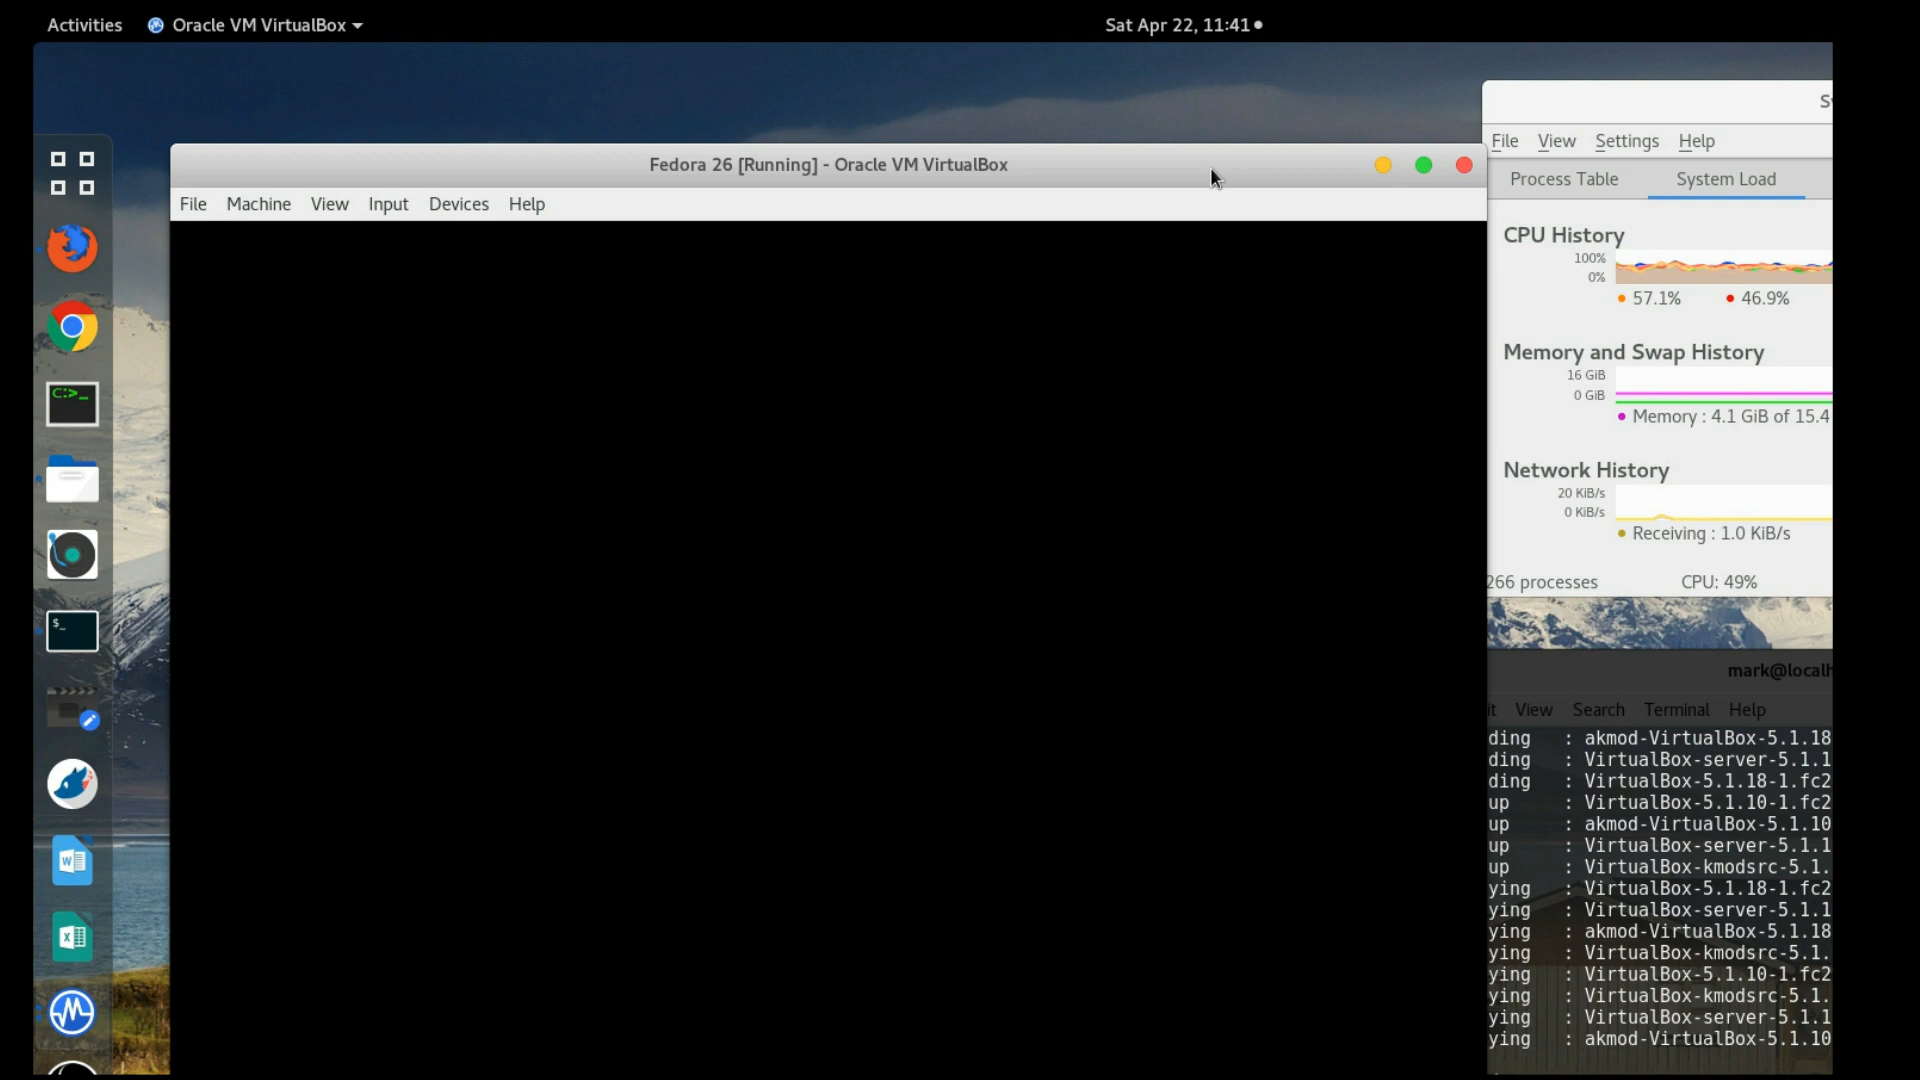 Activities Oracle VM VirtualBox Sat Apr 22, 11:41
Fedora 26 [Running] - Oracle VM VirtualBox
File Machine View Input Devices Help
C:>_
$_
W
X
File View Settings Help
Process Table System Load
CPU History
100%
0%
57.1% 46.9%
Memory and Swap History
16 GiB
0 GiB
Memory : 4.1 GiB of 15.4
Network History
20 KiB/s
0 KiB/s
Receiving : 1.0 KiB/s
266 processes CPU: 49%
mark@localh
it View Search Terminal Help
ding : akmod-VirtualBox-5.1.18
ding : VirtualBox-server-5.1.1
ding : VirtualBox-5.1.18-1.fc2
up : VirtualBox-5.1.10-1.fc2
up : akmod-VirtualBox-5.1.10
up : VirtualBox-server-5.1.1
up : VirtualBox-kmodsrc-5.1.
ying : VirtualBox-5.1.18-1.fc2
ying : VirtualBox-server-5.1.1
ying : akmod-VirtualBox-5.1.18
ying : VirtualBox-kmodsrc-5.1.
ying : VirtualBox-5.1.10-1.fc2
ying : VirtualBox-kmodsrc-5.1.
ying : VirtualBox-server-5.1.1
ying : akmod-VirtualBox-5.1.10